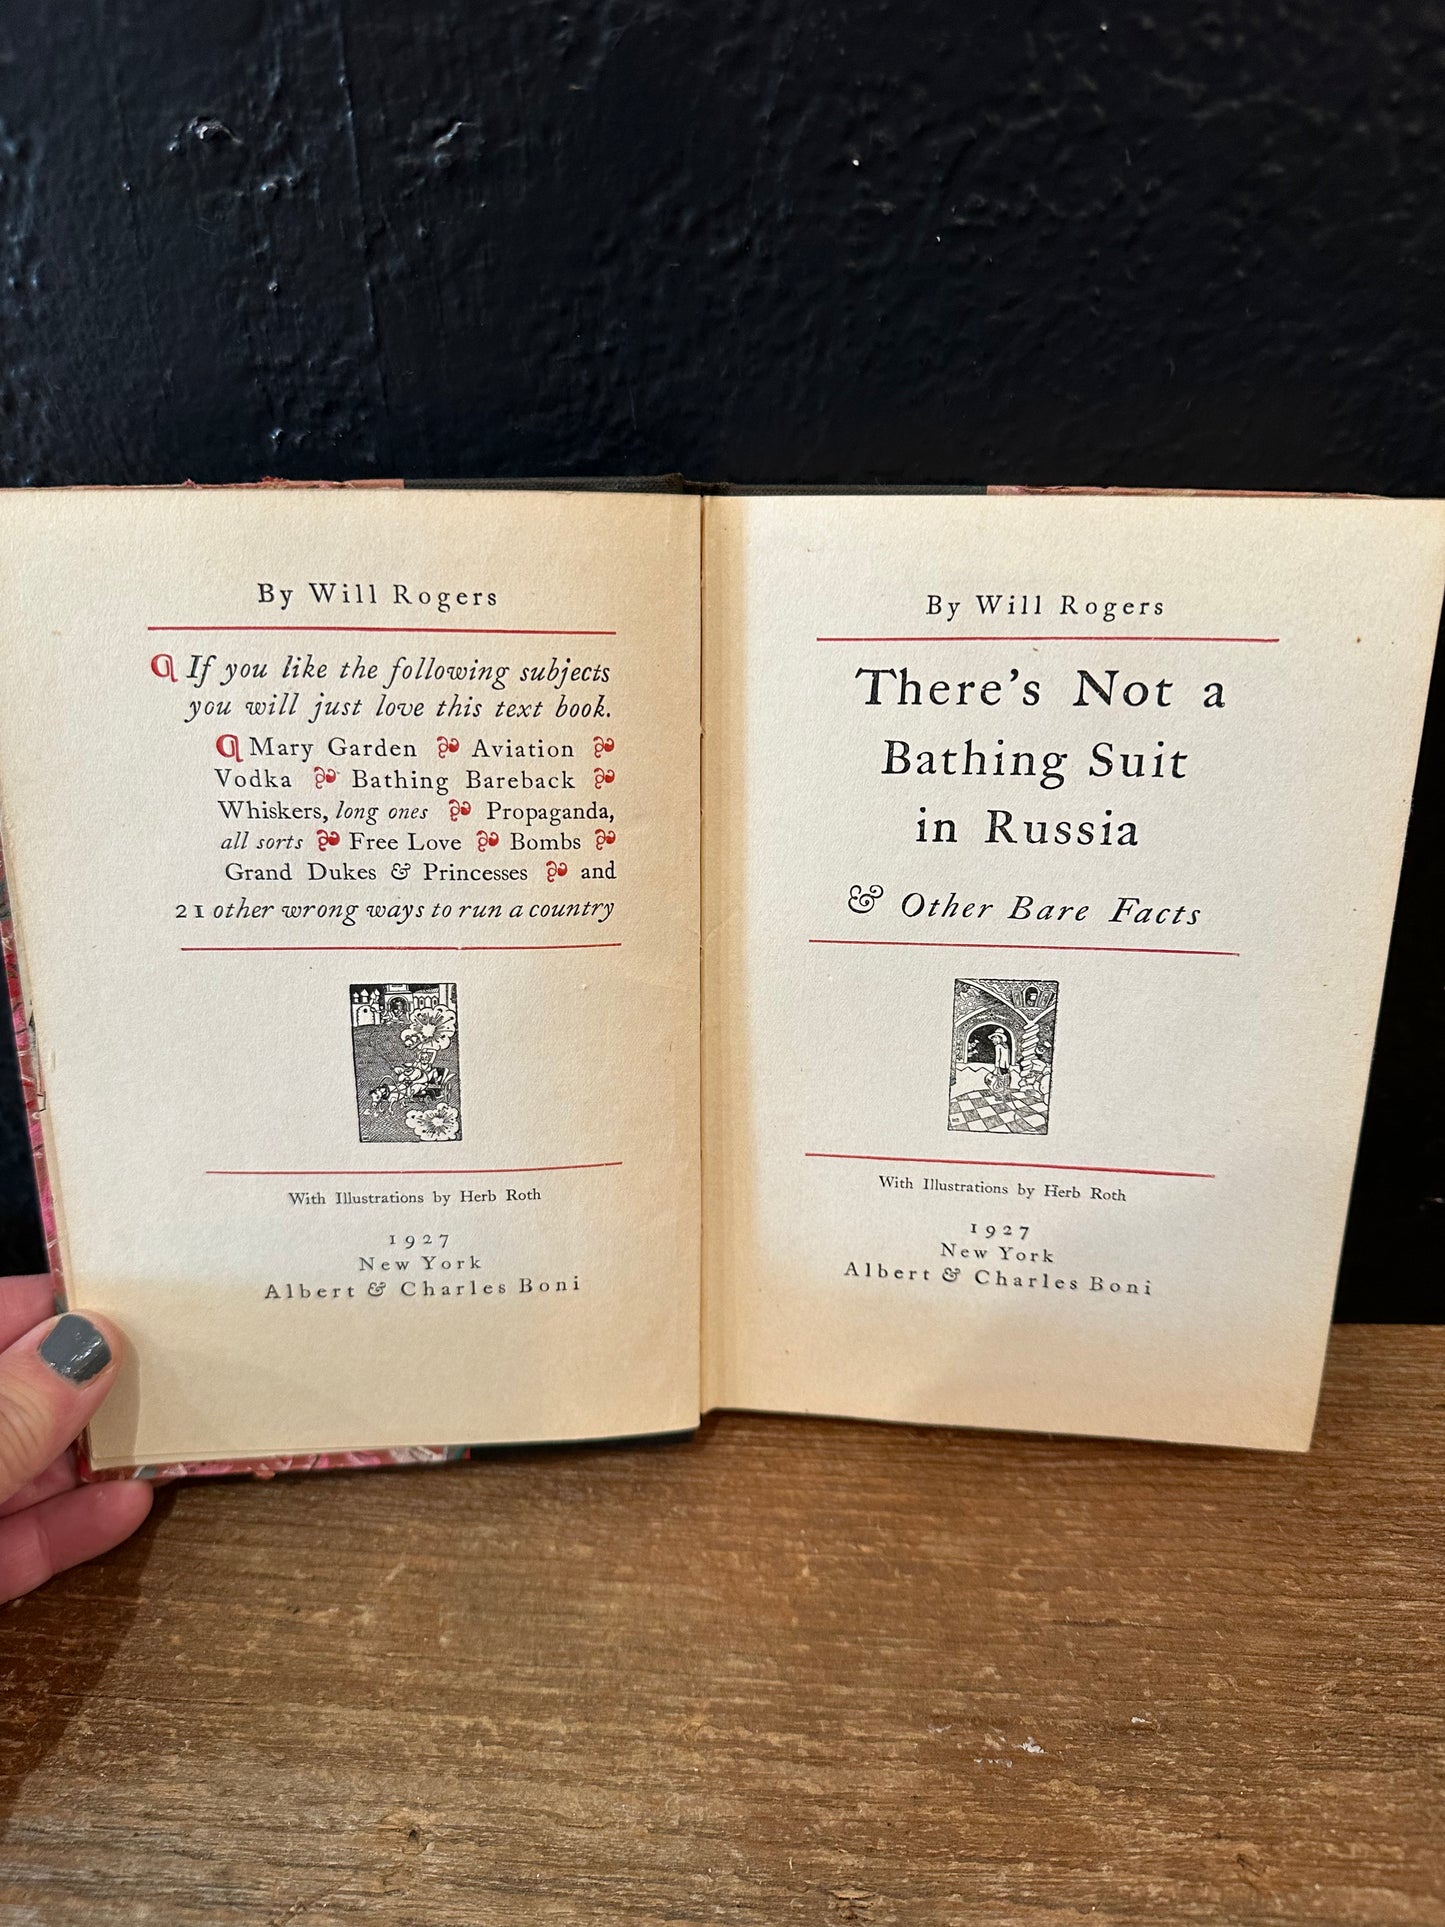 By Will Rogers
If you like the following subjects
you will just love this text book.
Mary Garden Aviation
Vodka Bathing Bareback
Whiskers, long ones Propaganda,
all sorts Free Love Bombs
Grand Dukes & Princesses and
21 other wrong ways to run a country
With Illustrations by Herb Roth
1927
New York
Albert & Charles Boni
By Will Rogers
There's Not a
Bathing Suit
in Russia
& Other Bare Facts
With Illustrations by Herb Roth
1927
New York
Albert & Charles Boni